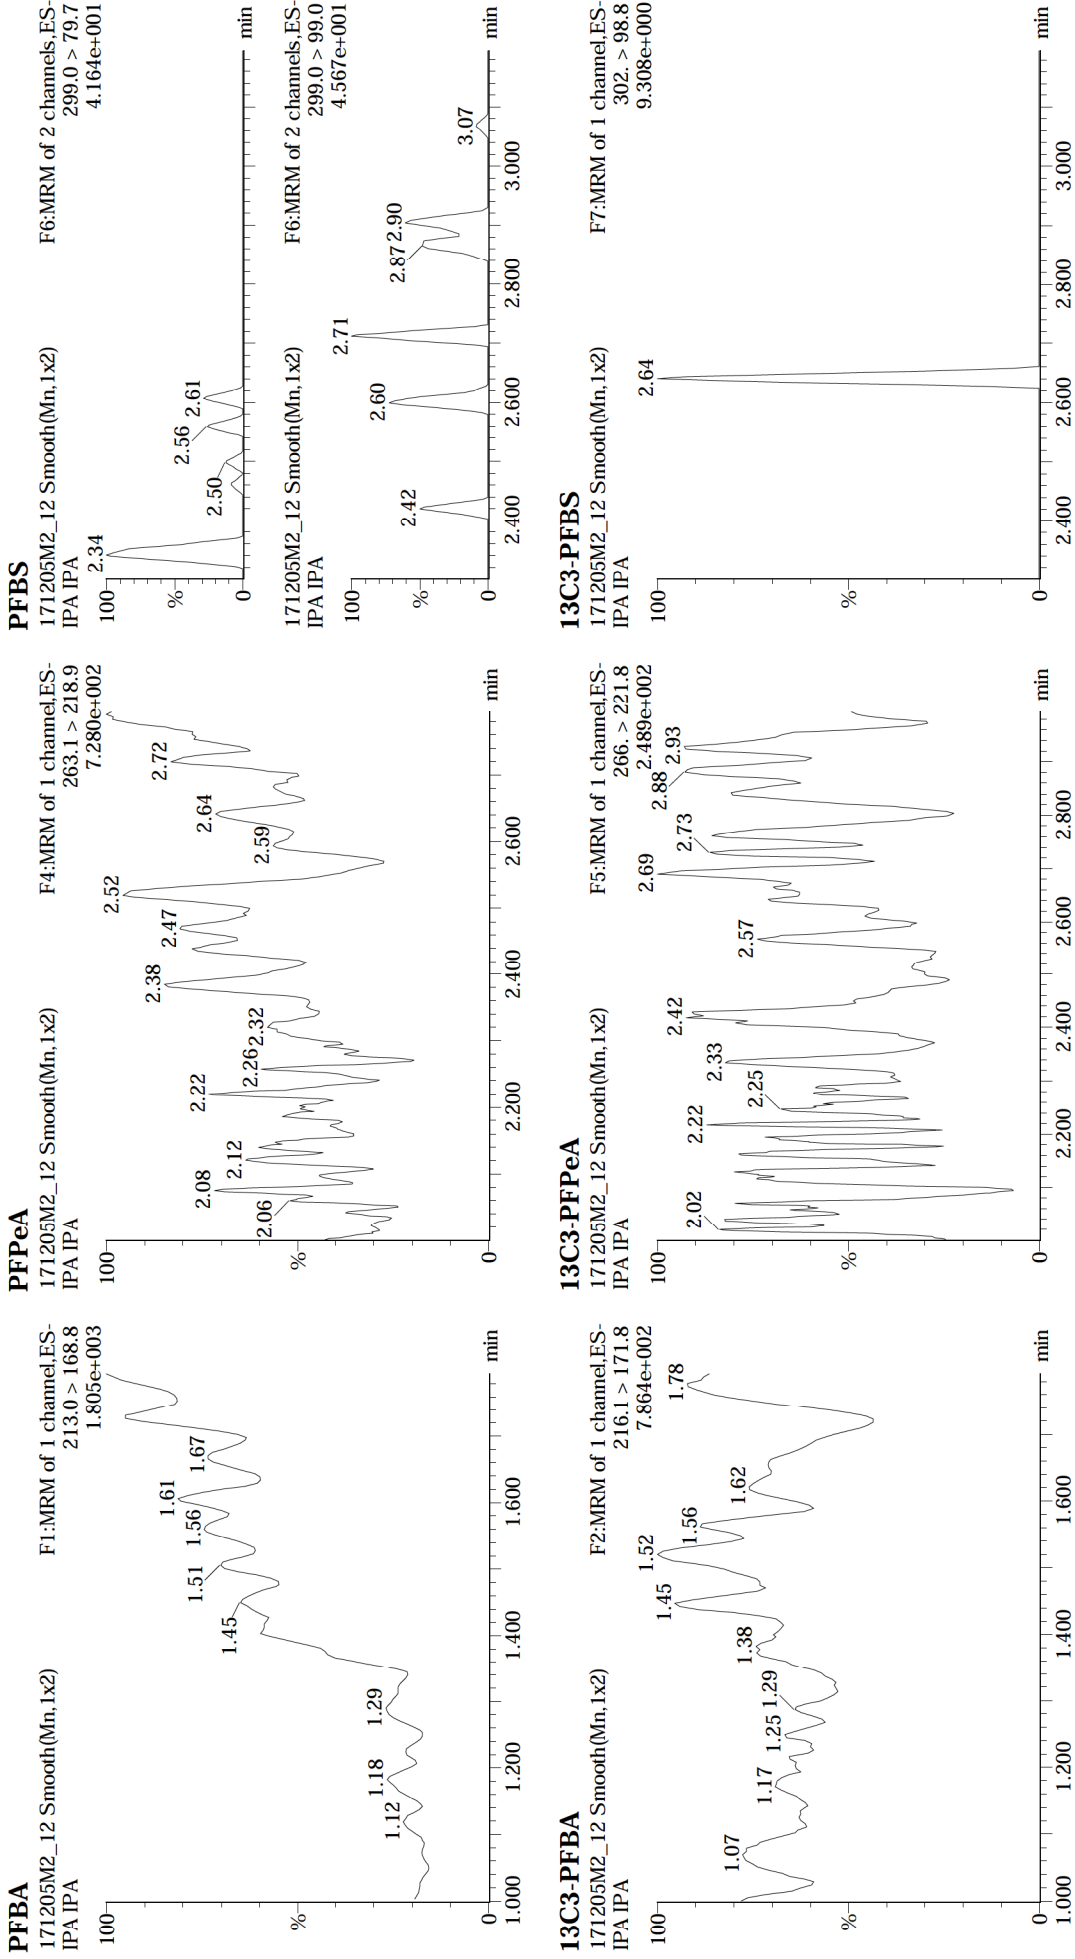 PFBA
171205M2_12 Smooth(Mn,1x2)
IPA IPA
F1:MRM of 1 channel,ES-
213.0 > 168.8
1.805e+003
100
%
0
1.12
1.18
1.29
1.45
1.51
1.56
1.61
1.67
1.000
1.200
1.400
1.600
min
13C3-PFBA
171205M2_12 Smooth(Mn,1x2)
IPA IPA
F2:MRM of 1 channel,ES-
216.1 > 171.8
7.864e+002
100
%
0
1.07
1.17
1.25
1.29
1.38
1.45
1.52
1.56
1.62
1.78
1.000
1.200
1.400
1.600
min
PFPeA
171205M2_12 Smooth(Mn,1x2)
IPA IPA
F4:MRM of 1 channel,ES-
263.1 > 218.9
7.280e+002
100
%
0
2.06
2.08
2.12
2.22
2.26
2.32
2.38
2.47
2.52
2.59
2.64
2.72
2.200
2.400
2.600
min
13C3-PFPeA
171205M2_12 Smooth(Mn,1x2)
IPA IPA
F5:MRM of 1 channel,ES-
266. > 221.8
2.489e+002
100
%
0
2.02
2.22
2.25
2.33
2.42
2.57
2.69
2.73
2.88
2.93
2.200
2.400
2.600
2.800
min
PFBS
171205M2_12 Smooth(Mn,1x2)
IPA IPA
F6:MRM of 2 channels,ES-
299.0 > 79.7
4.164e+001
100
%
0
2.34
2.50
2.56
2.61
min
171205M2_12 Smooth(Mn,1x2)
IPA IPA
F6:MRM of 2 channels,ES-
299.0 > 99.0
4.567e+001
100
%
0
2.42
2.60
2.71
2.87
2.90
3.07
2.400
2.600
2.800
3.000
min
13C3-PFBS
171205M2_12 Smooth(Mn,1x2)
IPA IPA
F7:MRM of 1 channel,ES-
302. > 98.8
9.308e+000
100
%
0
2.64
2.400
2.600
2.800
3.000
min